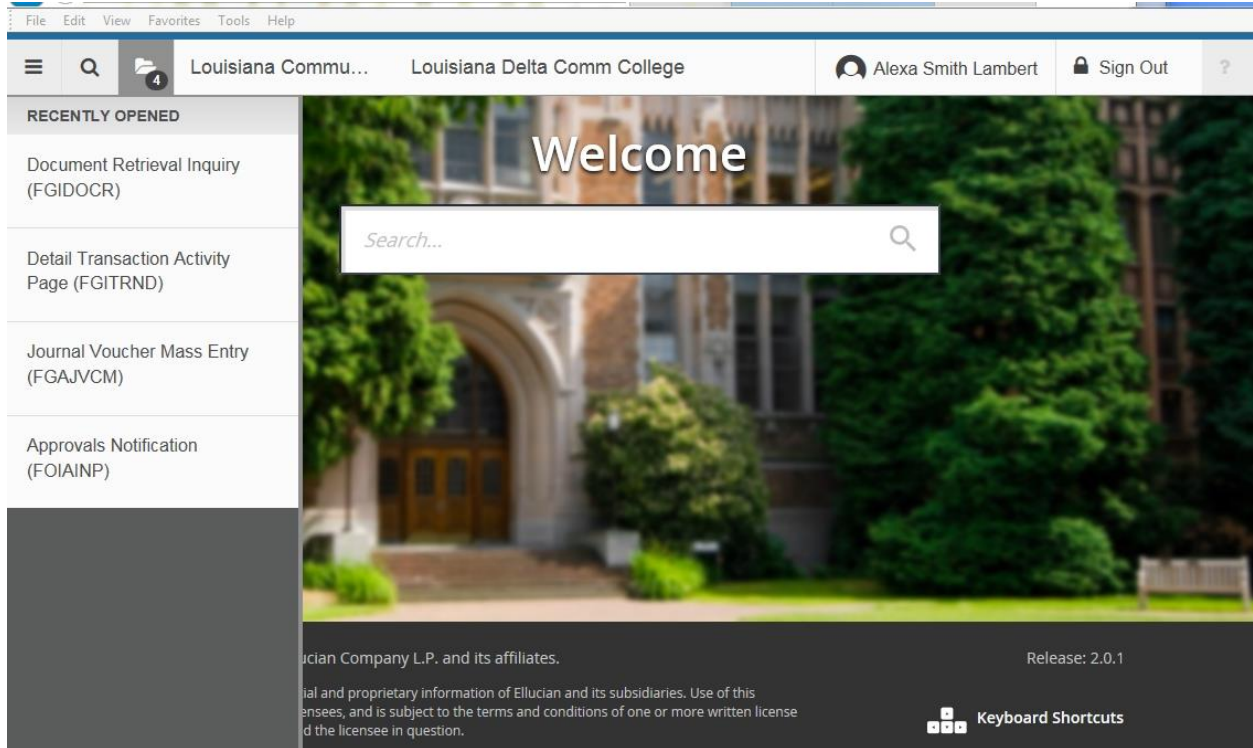 File Edit View Favorites Tools Help
4 Louisiana Commu... Louisiana Delta Comm College Alexa Smith Lambert Sign Out ?
RECENTLY OPENED
Document Retrieval Inquiry
(FGIDOCR)
Detail Transaction Activity
Page (FGITRND)
Journal Voucher Mass Entry
(FGAJVCM)
Approvals Notification
(FOIAINP)
Welcome
Search...
Company L.P. and its affiliates.
and proprietary information of Ellucian and its subsidiaries. Use of this
and is subject to the terms and conditions of one or more written license
the licensee in question.
Release: 2.0.1
Keyboard Shortcuts